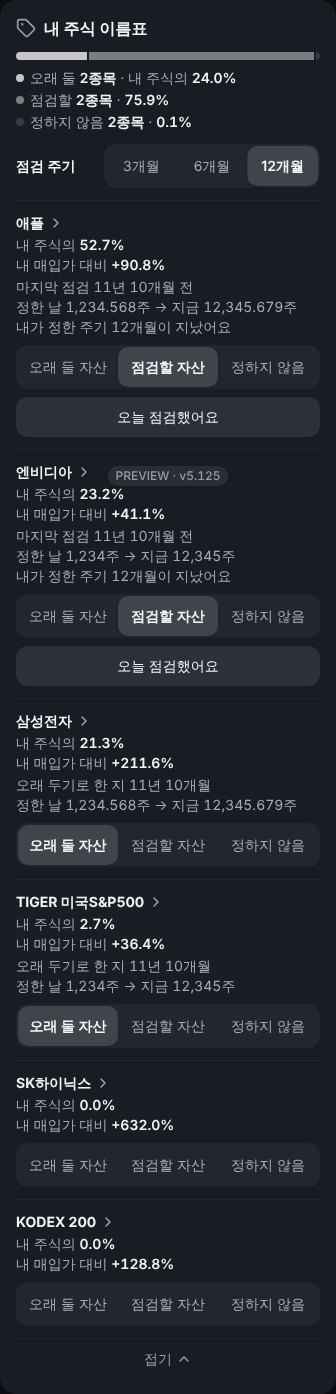 내 주식 이름표
오래 둘 2종목 · 내 주식의 24.0%
점검할 2종목 · 75.9%
정하지 않음 2종목 · 0.1%
점검 주기 3개월 6개월 12개월
애플
내 주식의 52.7%
내 매입가 대비 +90.8%
마지막 점검 11년 10개월 전
정한 날 1,234.568주 → 지금 12,345.679주
내가 정한 주기 12개월이 지났어요
오래 둘 자산 점검할 자산 정하지 않음
오늘 점검했어요
엔비디아
PREVIEW · v5.125
내 주식의 23.2%
내 매입가 대비 +41.1%
마지막 점검 11년 10개월 전
정한 날 1,234주 → 지금 12,345주
내가 정한 주기 12개월이 지났어요
오래 둘 자산 점검할 자산 정하지 않음
오늘 점검했어요
삼성전자
내 주식의 21.3%
내 매입가 대비 +211.6%
오래 두기로 한 지 11년 10개월
정한 날 1,234.568주 → 지금 12,345.679주
오래 둘 자산 점검할 자산 정하지 않음
TIGER 미국S&P500
내 주식의 2.7%
내 매입가 대비 +36.4%
오래 두기로 한 지 11년 10개월
정한 날 1,234주 → 지금 12,345주
오래 둘 자산 점검할 자산 정하지 않음
SK하이닉스
내 주식의 0.0%
내 매입가 대비 +632.0%
오래 둘 자산 점검할 자산 정하지 않음
KODEX 200
내 주식의 0.0%
내 매입가 대비 +128.8%
오래 둘 자산 점검할 자산 정하지 않음
접기